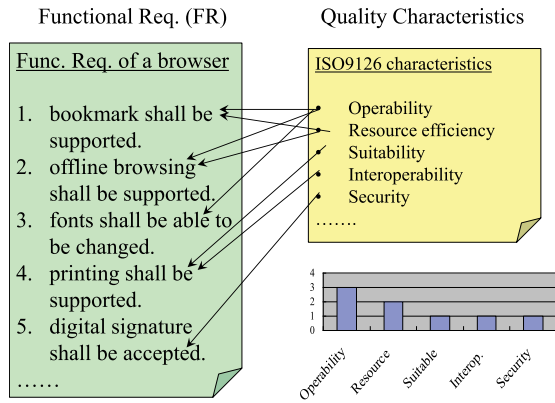 Functional Req. (FR)
Quality Characteristics
Func. Req. of a browser
1. bookmark shall be
supported.
2. offline browsing
shall be supported.
3. fonts shall be able to
be changed.
4. printing shall be
supported.
5. digital signature
shall be accepted.
……
ISO9126 characteristics
• Operability
• Resource efficiency
• Suitability
• Interoperability
• Security
…….
4
3
2
1
0
Operability
Resource
Suitable
Interop.
Security